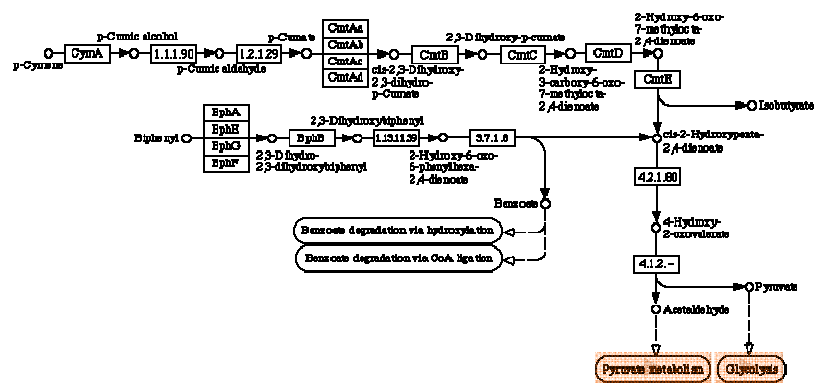 p-Cymene
CymA
p-Cumic alcohol
1.1.1.90
p-Cumic aldehyde
1.2.1.29
p-Cumate
CmtAa
CmtAb
CmtAc
CmtAd
cis-2,3-Dihydroxy-
2,3-dihydro-
p-Cumate
CmtB
2,3-Dihydroxy-p-cumate
CmtC
2-Hydroxy-
3-carboxy-6-oxo-
7-methylocta-
2,4-dienoate
CmtD
2-Hydroxy-6-oxo-
7-methylocta-
2,4-dienoate
CmtE
Isobutyrate
Biphenyl
BphA
BphE
BphG
BphF
2,3-Dihydro-
2,3-dihydroxybiphenyl
BphB
2,3-Dihydroxybiphenyl
1.13.11.39
2-Hydroxy-6-oxo-
6-phenylhexa-
2,4-dienoate
3.7.1.8
cis-2-Hydroxypenta-
2,4-dienoate
4.2.1.80
Benzoate
Benzoate degradation via hydroxylation
Benzoate degradation via CoA ligation
4-Hydroxy-
2-oxovalerate
4.1.2.-
Pyruvate
Acetaldehyde
Pyruvate metabolism
Glycolysis